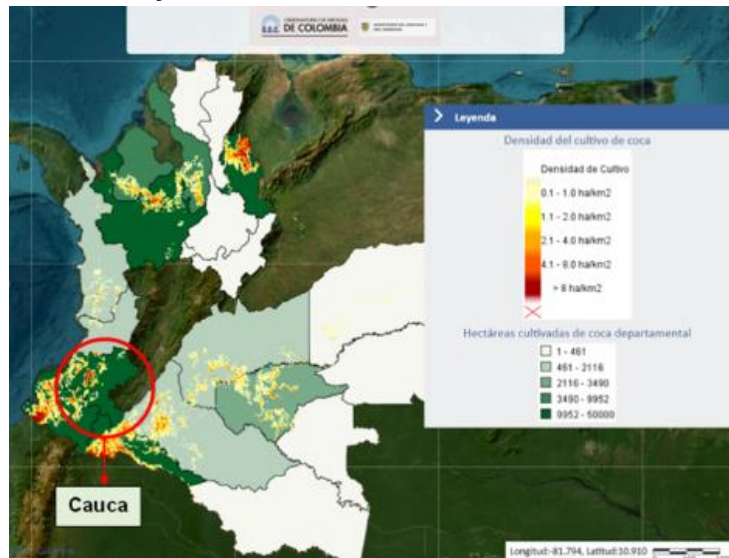 OBSERVATORIO DE DROGAS
DE COLOMBIA
Leyenda
Densidad del cultivo de coca
Densidad de Cultivo
0.1 - 1.0 ha/km2
1.1 - 2.0 ha/km2
2.1 - 4.0 ha/km2
4.1 - 8.0 ha/km2
> 8 ha/km2
Hectáreas cultivadas de coca departamental
1 - 461
461 - 2116
2116 - 3490
3490 - 9952
9952 - 50000
Cauca
Longitud:-81.794, Latitud:10.910